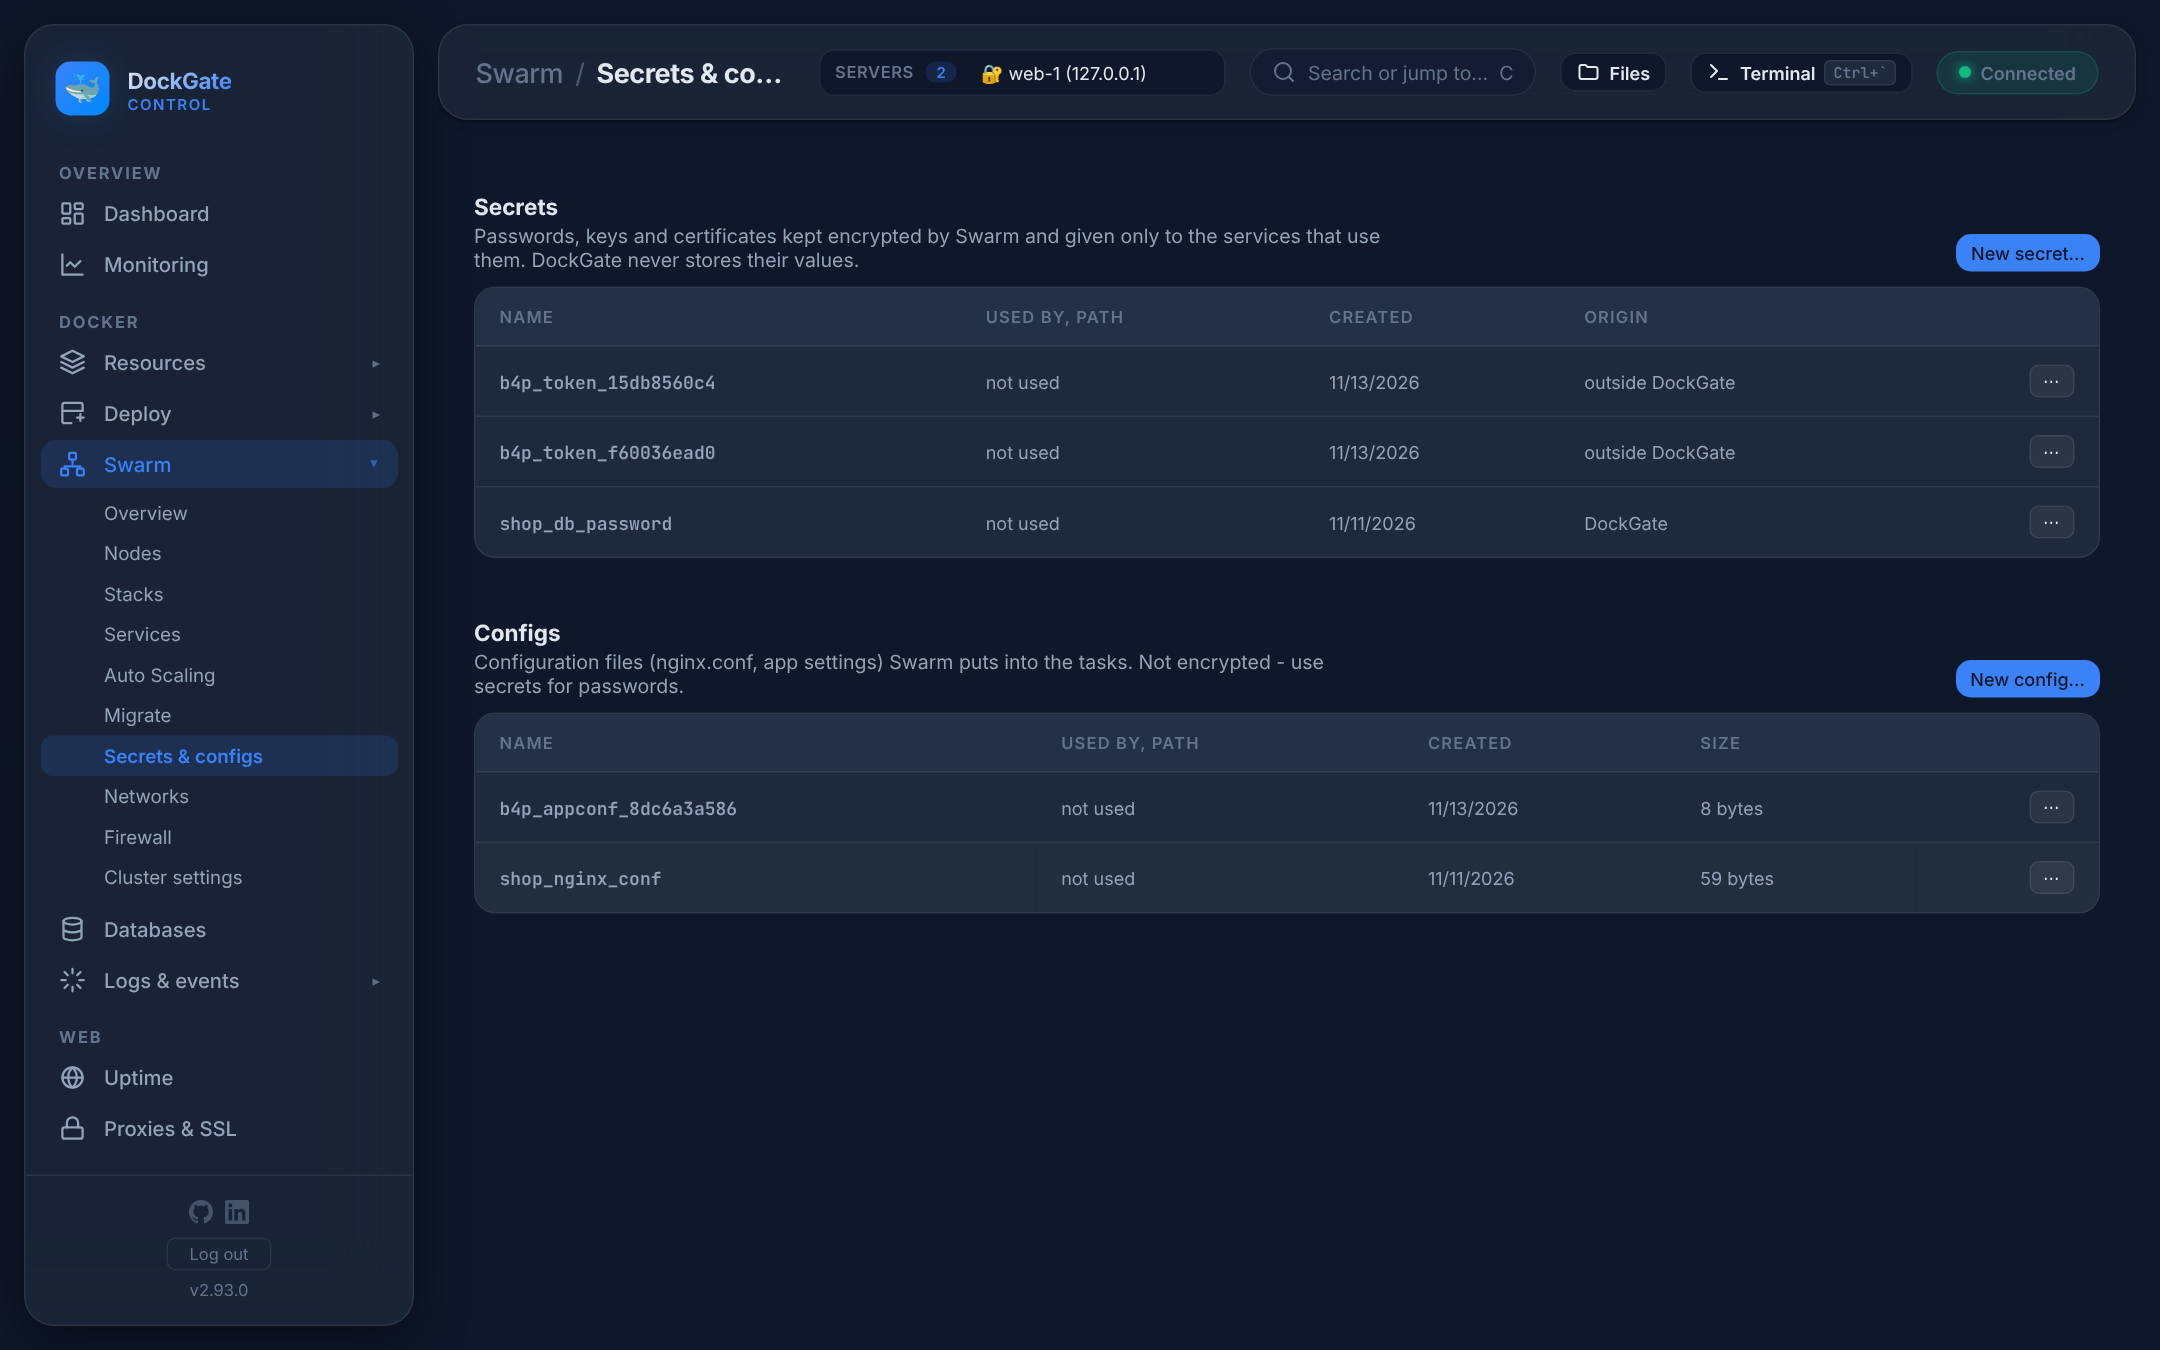 DockGate
CONTROL
OVERVIEW
Dashboard
Monitoring
DOCKER
Resources
Deploy
Swarm
Overview
Nodes
Stacks
Services
Auto Scaling
Migrate
Secrets & configs
Networks
Firewall
Cluster settings
Databases
Logs & events
WEB
Uptime
Proxies & SSL
Log out
v2.93.0
Swarm / Secrets & co... SERVERS 2 web-1 (127.0.0.1) Search or jump to... C Files Terminal Ctrl+` Connected
Secrets
Passwords, keys and certificates kept encrypted by Swarm and given only to the services that use
them. DockGate never stores their values.
New secret...
NAME USED BY, PATH CREATED ORIGIN
b4p_token_15db8560c4 not used 11/13/2026 outside DockGate ...
b4p_token_f60036ead0 not used 11/13/2026 outside DockGate ...
shop_db_password not used 11/11/2026 DockGate ...
Configs
Configuration files (nginx.conf, app settings) Swarm puts into the tasks. Not encrypted - use
secrets for passwords.
New config...
NAME USED BY, PATH CREATED SIZE
b4p_appconf_8dc6a3a586 not used 11/13/2026 8 bytes ...
shop_nginx_conf not used 11/11/2026 59 bytes ...